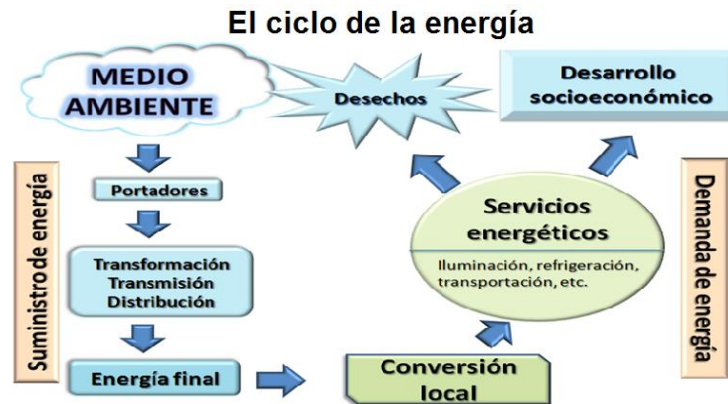 El ciclo de la energía
MEDIO
AMBIENTE
Desechos
Desarrollo
socioeconómico
Suministro de energía
Portadores
Transformación
Transmisión
Distribución
Energía final
Conversión
local
Servicios
energéticos
Iluminación, refrigeración,
transportación, etc.
Demanda de energía